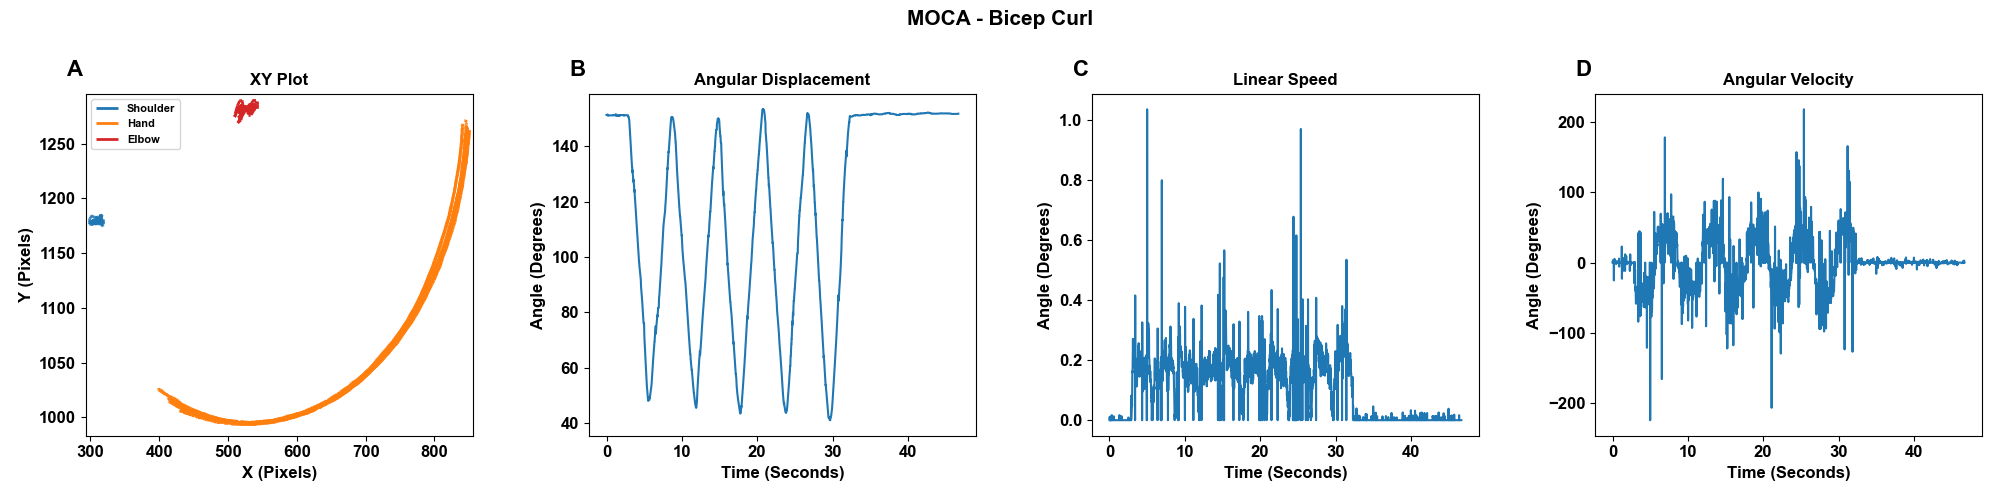 MOCA - Bicep Curl
A
XY Plot
Shoulder
Hand
Elbow
1250
1200
1150
1100
1050
1000
Y (Pixels)
300 400 500 600 700 800
X (Pixels)
B
Angular Displacement
140
120
100
80
60
40
Angle (Degrees)
0 10 20 30 40
Time (Seconds)
C
Linear Speed
1.0
0.8
0.6
0.4
0.2
0.0
Angle (Degrees)
0 10 20 30 40
Time (Seconds)
D
Angular Velocity
200
100
0
−100
−200
Angle (Degrees)
0 10 20 30 40
Time (Seconds)